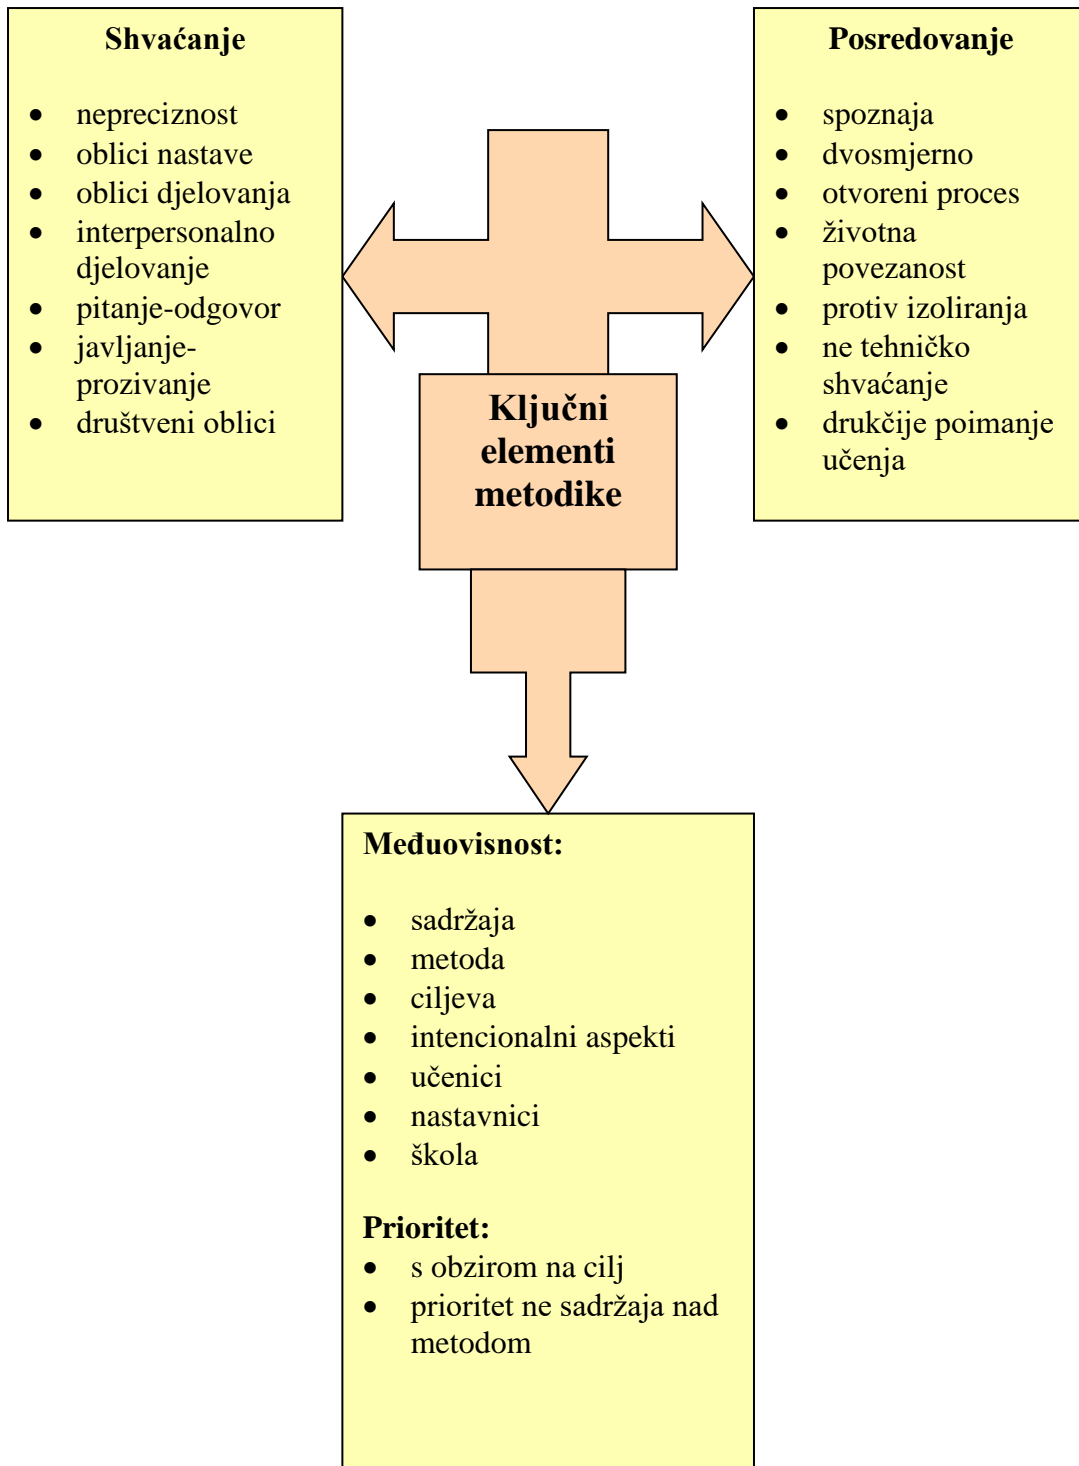 Shvaćanje
• nepreciznost
• oblici nastave
• oblici djelovanja
• interpersonalno
djelovanje
• pitanje-odgovor
• javljanje-
prozivanje
• društveni oblici
Posredovanje
• spoznaja
• dvosmjerno
• otvoreni proces
• životna
povezanost
• protiv izoliranja
• ne tehničko
shvaćanje
• drukčije poimanje
učenja
Ključni
elementi
metodike
Međuovisnost:
• sadržaja
• metoda
• ciljeva
• intencionalni aspekti
• učenici
• nastavnici
• škola
Prioritet:
• s obzirom na cilj
• prioritet ne sadržaja nad
metodom